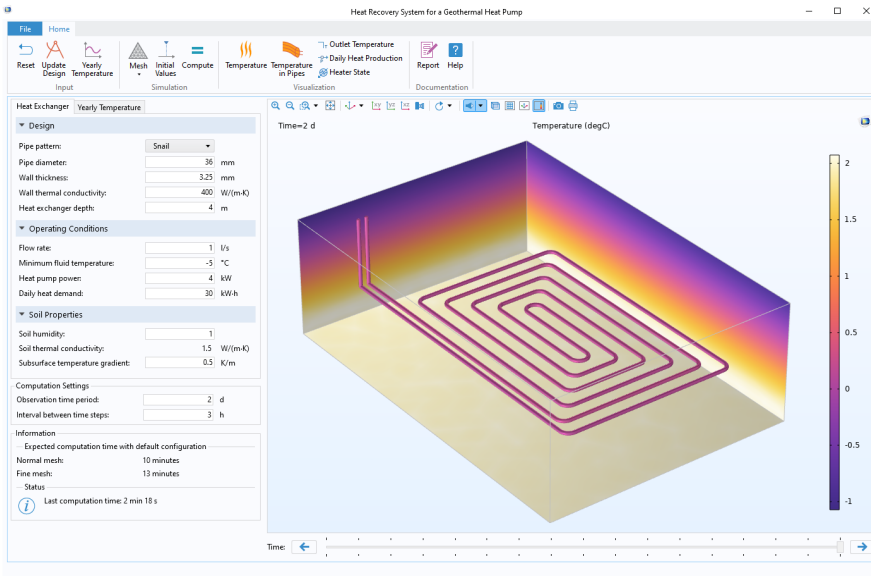 Heat Recovery System for a Geothermal Heat Pump
File Home
Reset Update Design Yearly Temperature
Input
Mesh Initial Values Compute
Simulation
Temperature Temperature in Pipes
Outlet Temperature
Daily Heat Production
Heater State
Visualization
Report Help
Documentation
Heat Exchanger Yearly Temperature
Design
Pipe pattern: Snail
Pipe diameter: 36 mm
Wall thickness: 3.25 mm
Wall thermal conductivity: 400 W/(m·K)
Heat exchanger depth: 4 m
Operating Conditions
Flow rate: 1 l/s
Minimum fluid temperature: -5 °C
Heat pump power: 4 kW
Daily heat demand: 30 kW·h
Soil Properties
Soil humidity: 1
Soil thermal conductivity: 1.5 W/(m·K)
Subsurface temperature gradient: 0.5 K/m
Computation Settings
Observation time period: 2 d
Interval between time steps: 3 h
Information
Expected computation time with default configuration
Normal mesh: 10 minutes
Fine mesh: 13 minutes
Status
Last computation time: 2 min 18 s
Time=2 d Temperature (degC)
2
1.5
1
0.5
0
-0.5
-1
Time: